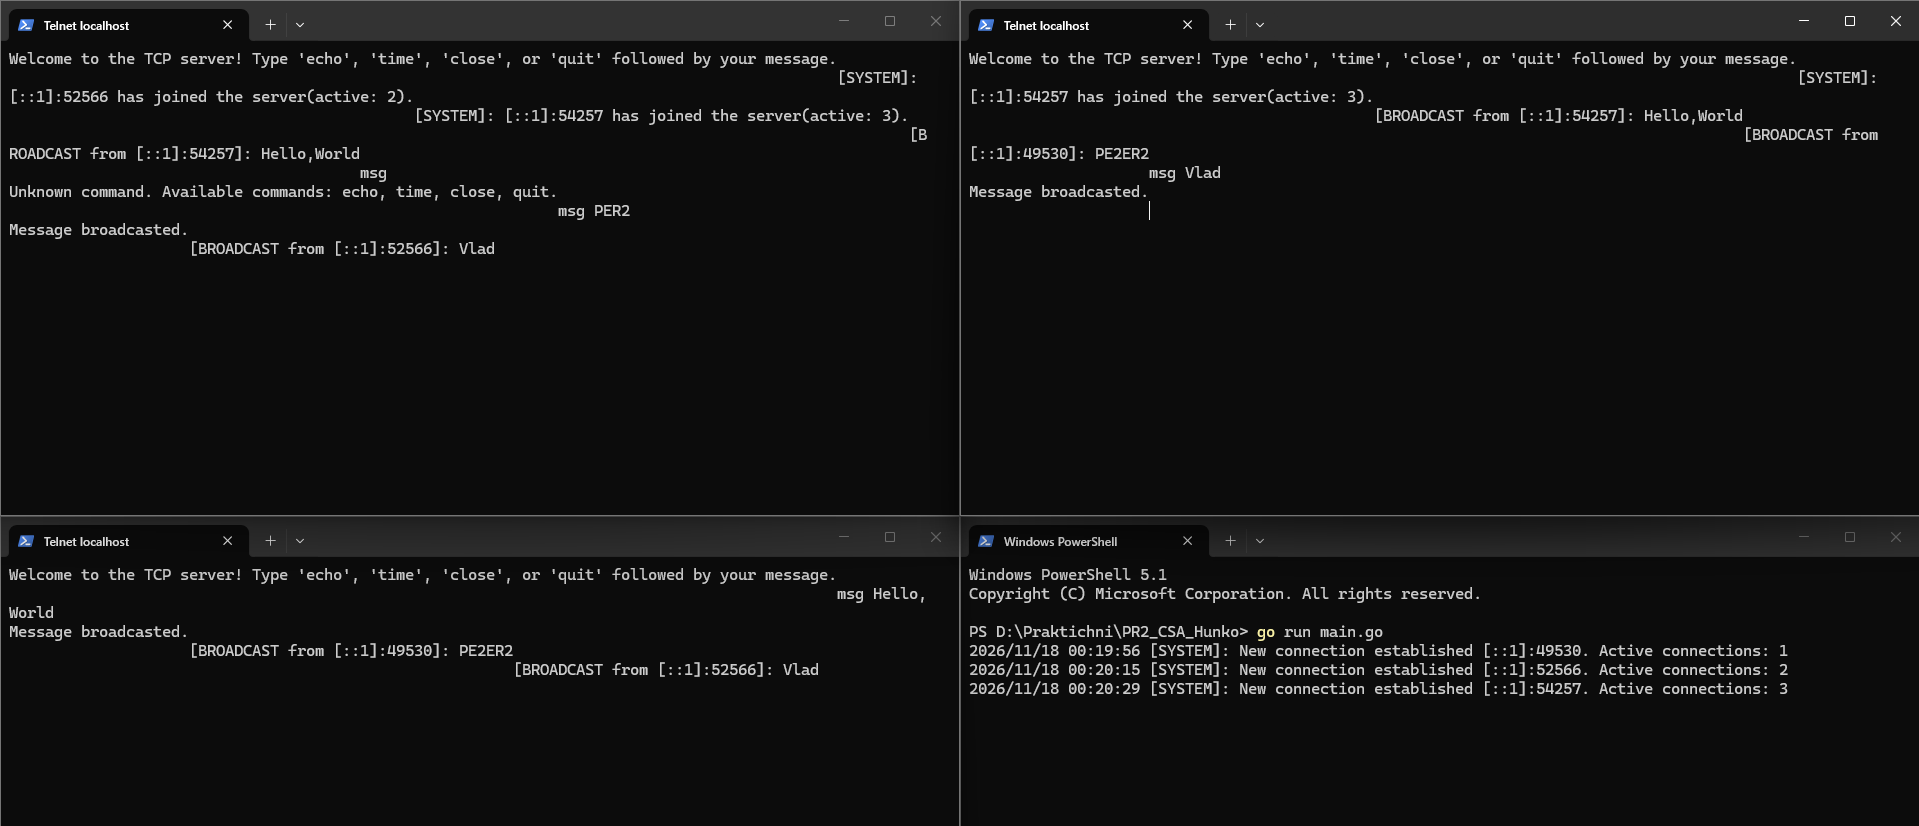 Telnet localhost
Welcome to the TCP server! Type 'echo', 'time', 'close', or 'quit' followed by your message.
[SYSTEM]:
[::1]:52566 has joined the server(active: 2).
[SYSTEM]: [::1]:54257 has joined the server(active: 3).
[B
ROADCAST from [::1]:54257]: Hello,World
msg
Unknown command. Available commands: echo, time, close, quit.
msg PER2
Message broadcasted.
[BROADCAST from [::1]:52566]: Vlad
Telnet localhost
Welcome to the TCP server! Type 'echo', 'time', 'close', or 'quit' followed by your message.
[SYSTEM]:
[::1]:54257 has joined the server(active: 3).
[BROADCAST from [::1]:54257]: Hello,World
[BROADCAST from
[::1]:49530]: PE2ER2
msg Vlad
Message broadcasted.
Telnet localhost
Welcome to the TCP server! Type 'echo', 'time', 'close', or 'quit' followed by your message.
msg Hello,
World
Message broadcasted.
[BROADCAST from [::1]:49530]: PE2ER2
[BROADCAST from [::1]:52566]: Vlad
Windows PowerShell
Windows PowerShell 5.1
Copyright (C) Microsoft Corporation. All rights reserved.
PS D:\Praktichni\PR2_CSA_Hunko> go run main.go
2026/11/18 00:19:56 [SYSTEM]: New connection established [::1]:49530. Active connections: 1
2026/11/18 00:20:15 [SYSTEM]: New connection established [::1]:52566. Active connections: 2
2026/11/18 00:20:29 [SYSTEM]: New connection established [::1]:54257. Active connections: 3